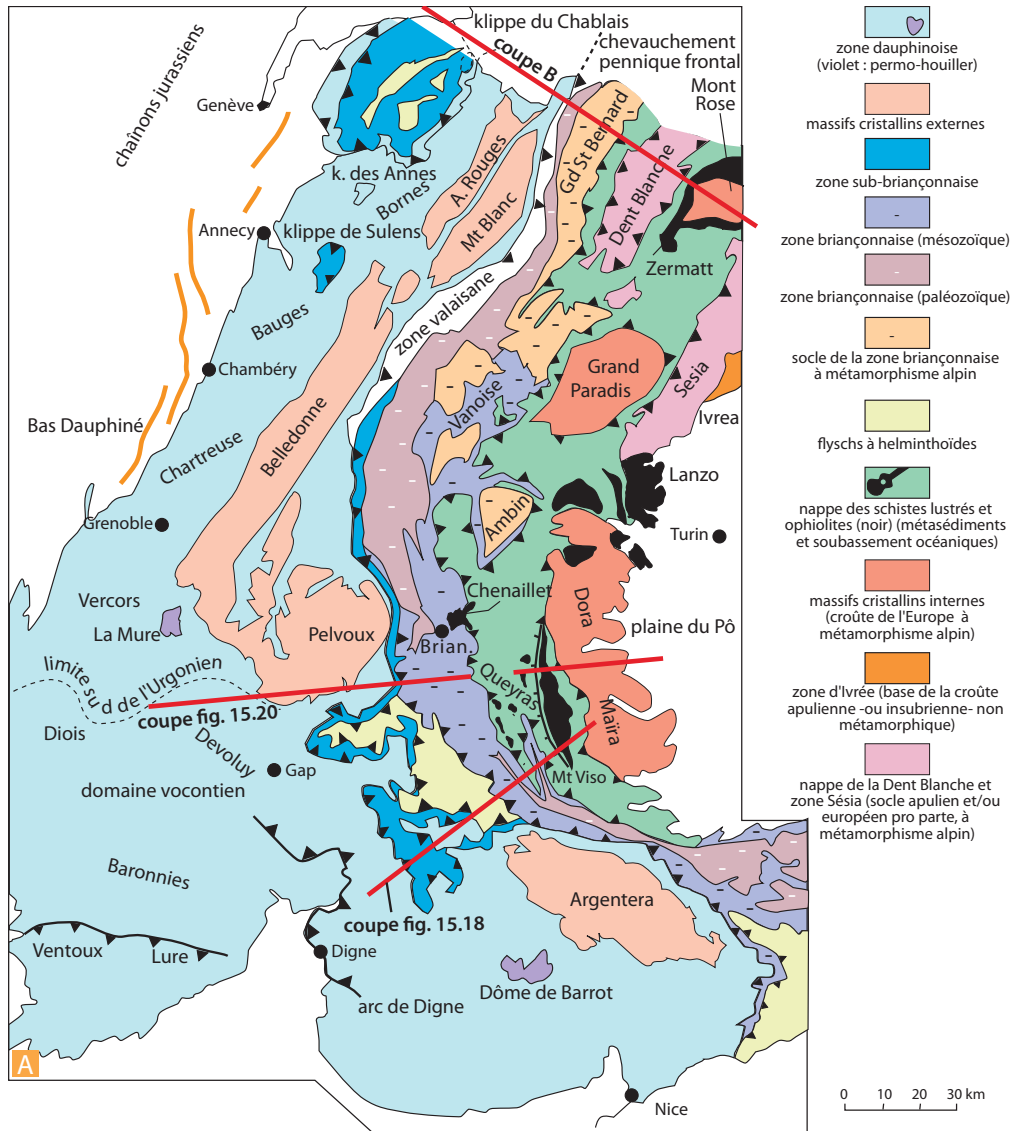 klippe du Chablais
coupe B
chevauchement
pennique frontal
Mont
Rose
chaînons jurassiens
Genève
k. des Annes
Bornes
A. Rouges
Mt Blanc
Gd St Bernard
Dent Blanche
Zermatt
Annecy
klippe de Sulens
zone valaisane
Bauges
Chambéry
Bas Dauphiné
Chartreuse
Belledonne
Vanoise
Grand
Paradis
Sesia
Ivrea
Lanzo
Grenoble
Ambin
Turin
Vercors
La Mure
Pelvoux
Chenaillet
Brian.
Dora
plaine du Pô
limite sud de l'Urgonien
coupe fig. 15.20
Queyras
Maïra
Diois
Devoluy
Gap
Mt Viso
domaine vocontien
Baronnies
Argentera
coupe fig. 15.18
Ventoux
Lure
Digne
arc de Digne
Dôme de Barrot
A
Nice
zone dauphinoise
(violet : permo-houiller)
massifs cristallins externes
zone sub-briançonnaise
-
zone briançonnaise (mésozoïque)
-
zone briançonnaise (paléozoïque)
-
socle de la zone briançonnaise
à métamorphisme alpin
flyschs à helminthoïdes
nappe des schistes lustrés et
ophiolites (noir) (métasédiments
et soubassement océaniques)
massifs cristallins internes
(croûte de l'Europe à
métamorphisme alpin)
zone d'Ivrée (base de la croûte
apulienne -ou insubrienne- non
métamorphique)
nappe de la Dent Blanche et
zone Sésia (socle apulien et/ou
européen pro parte, à
métamorphisme alpin)
0 10 20 30 km